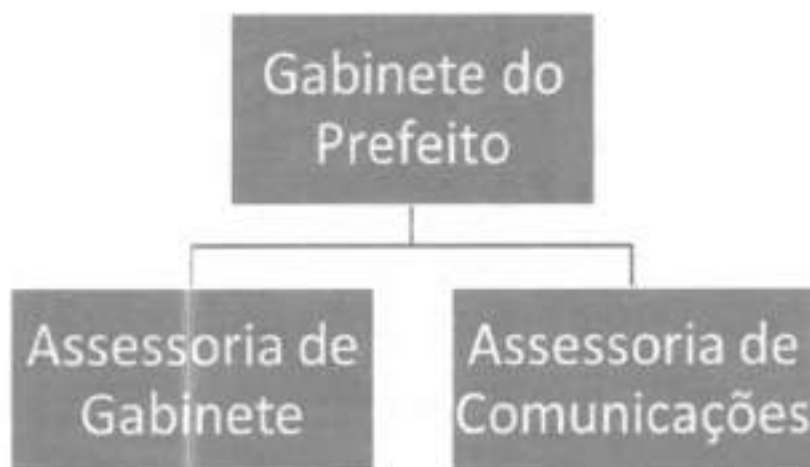 Gabinete do
Prefeito
Assessoria de
Gabinete
Assessoria de
Comunicações